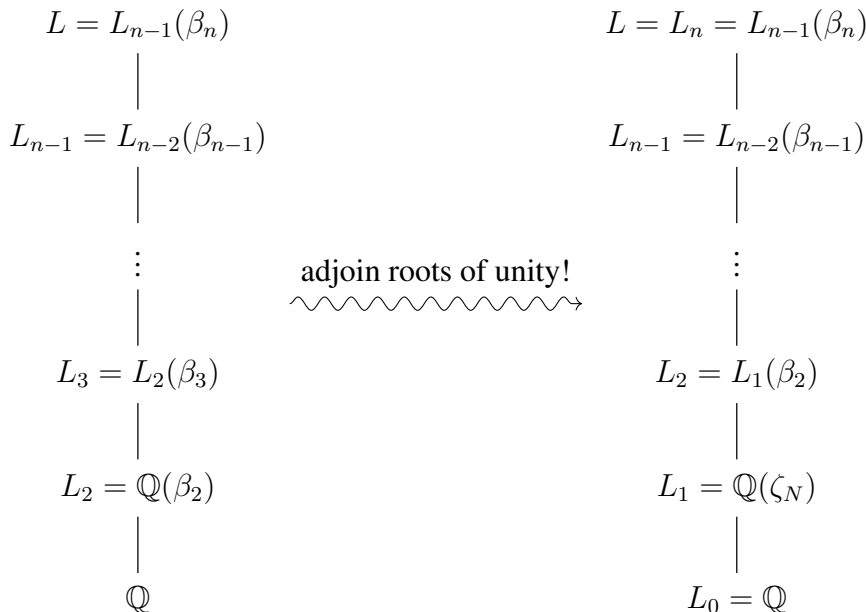 L = L_{n-1}(β_n)
L_{n-1} = L_{n-2}(β_{n-1})
⋮
L_3 = L_2(β_3)
L_2 = ℚ(β_2)
ℚ
adjoin roots of unity!
L = L_n = L_{n-1}(β_n)
L_{n-1} = L_{n-2}(β_{n-1})
⋮
L_2 = L_1(β_2)
L_1 = ℚ(ζ_N)
L_0 = ℚ